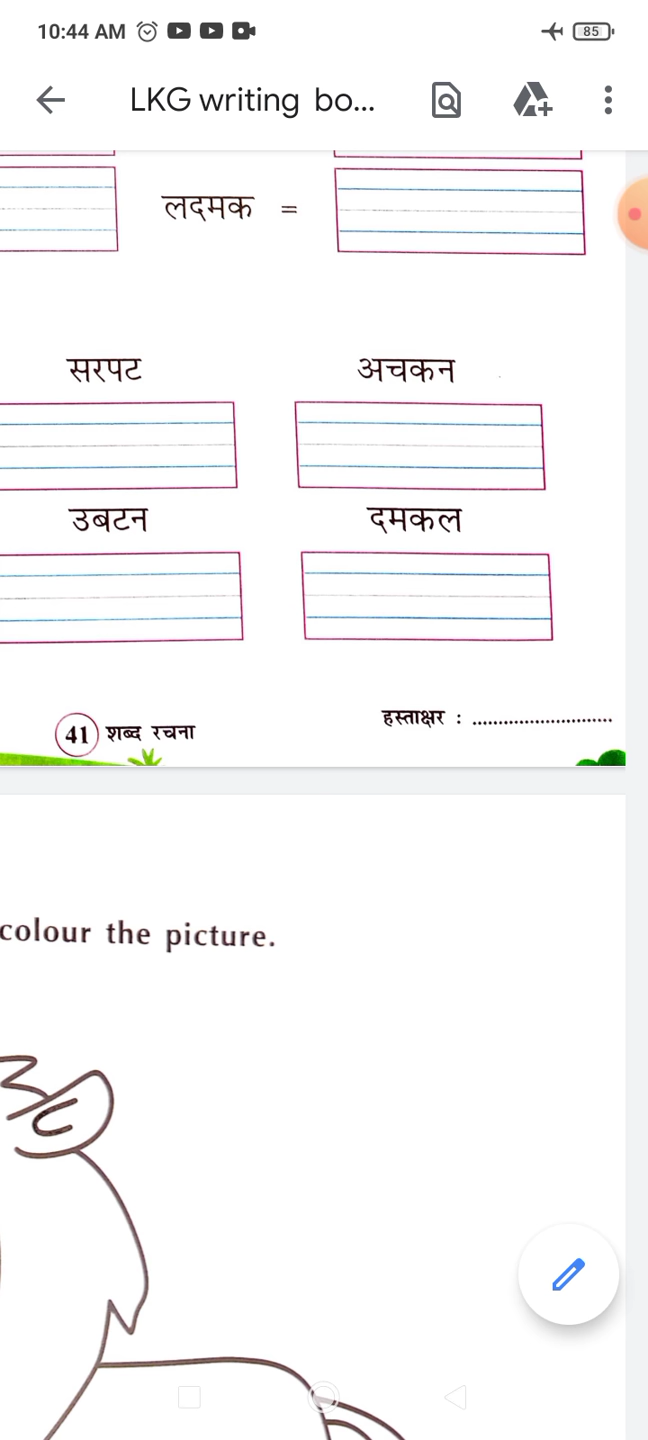 10:44 AM
85
LKG writing bo...
लदमक =
सरपट अचकन
उबटन दमकल
हस्ताक्षर : ............................
41 शब्द रचना
colour the picture.